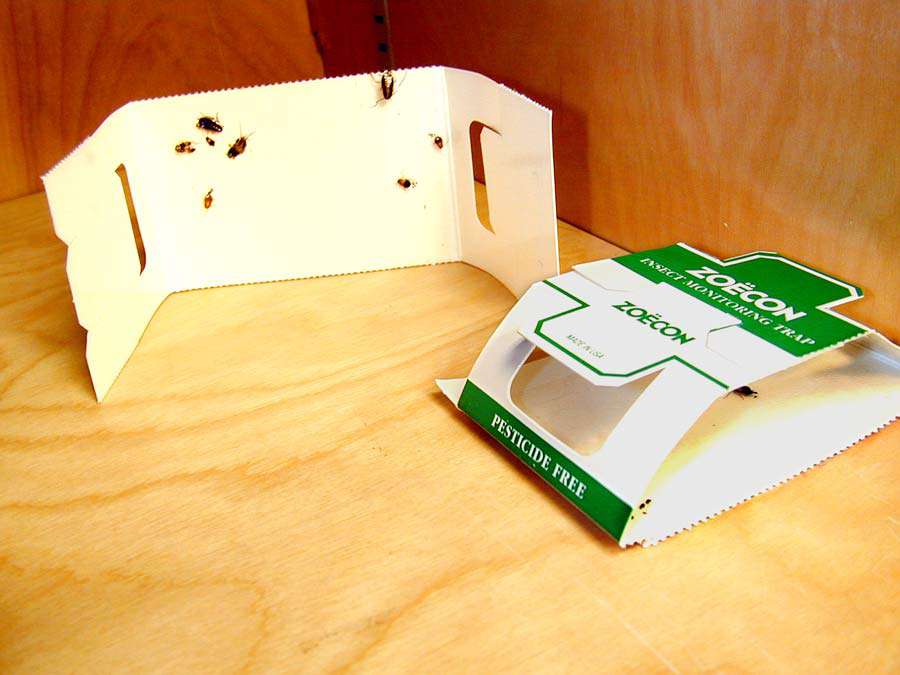 ZOËCON
INSECT MONITORING TRAP
ZOËCON
MADE IN USA
PESTICIDE FREE